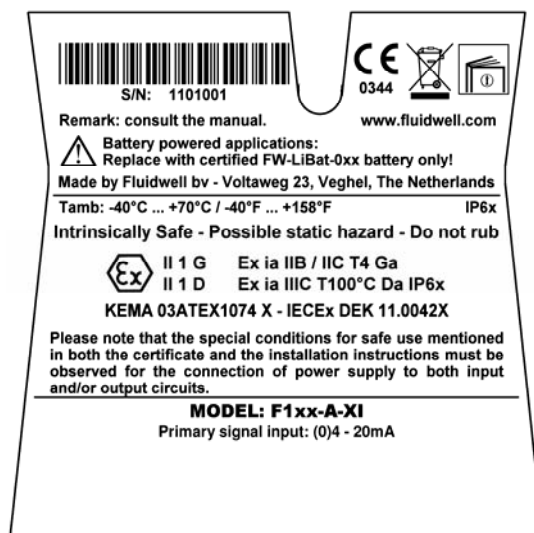 S/N: 1101001
CE
0344
Remark: consult the manual.
www.fluidwell.com
Battery powered applications:
Replace with certified FW-LiBat-0xx battery only!
Made by Fluidwell bv - Voltaweg 23, Veghel, The Netherlands
Tamb: -40°C ... +70°C / -40°F ... +158°F IP6x
Intrinsically Safe - Possible static hazard - Do not rub
Ex II 1 G Ex ia IIB / IIC T4 Ga
II 1 D Ex ia IIIC T100°C Da IP6x
KEMA 03ATEX1074 X - IECEx DEK 11.0042X
Please note that the special conditions for safe use mentioned
in both the certificate and the installation instructions must be
observed for the connection of power supply to both input
and/or output circuits.
MODEL: F1xx-A-XI
Primary signal input: (0)4 - 20mA